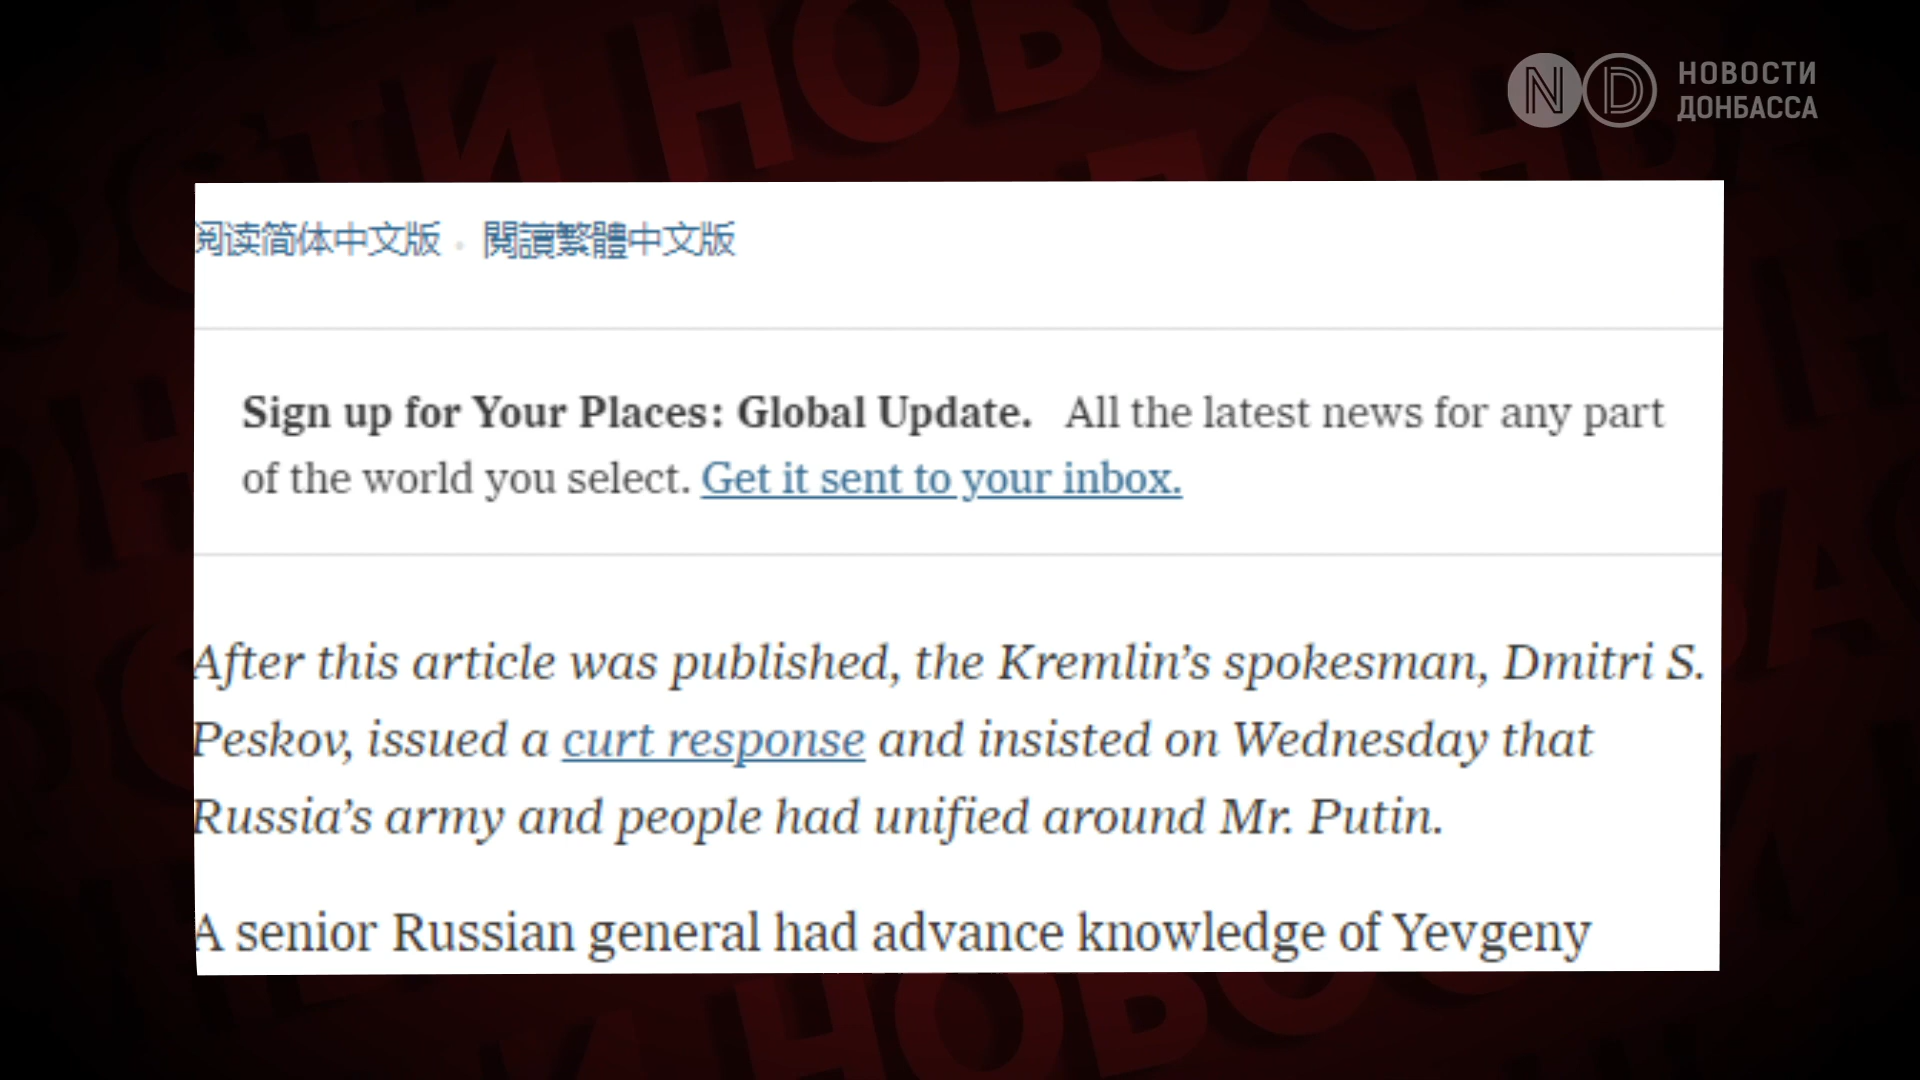 НОВОСТИ
ДОНБАССА
阅读简体中文版 · 閱讀繁體中文版
Sign up for Your Places: Global Update. All the latest news for any part
of the world you select. Get it sent to your inbox.
After this article was published, the Kremlin’s spokesman, Dmitri S.
Peskov, issued a curt response and insisted on Wednesday that
Russia’s army and people had unified around Mr. Putin.
A senior Russian general had advance knowledge of Yevgeny